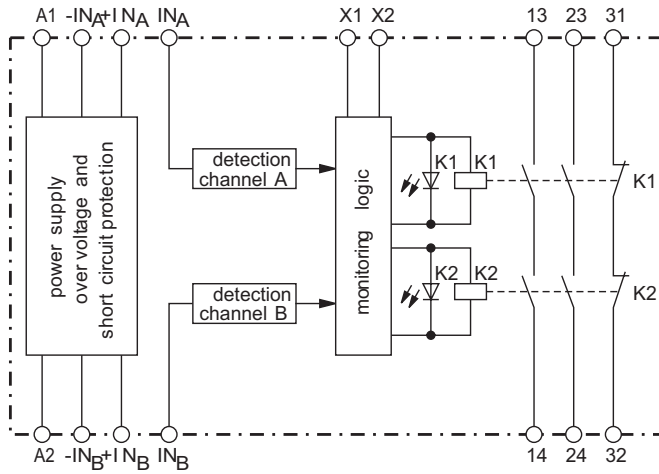 A1 -INA +INA INA X1 X2 13 23 31
power supply
over voltage and
short circuit protection
detection
channel A
monitoring logic
K1 K1 K1
detection
channel B
K2 K2 K2
A2 -INB +INB INB 14 24 32